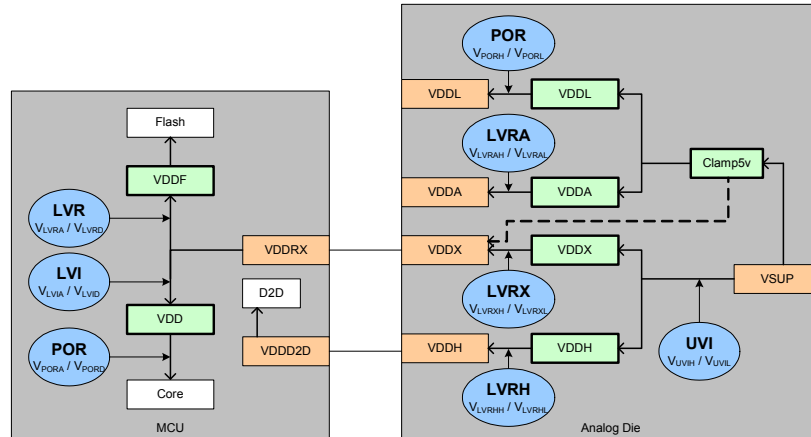 Flash
VDDF
LVR
VLVRA / VLVRD
LVI
VLVIA / VLVID
VDD
POR
VPORA / VPORD
Core
VDDRX
D2D
VDDD2D
MCU
POR
VPORH / VPORL
VDDL
VDDL
LVRA
VLVRAH / VLVRAL
Clamp5v
VDDA
VDDA
VDDX
VDDX
VSUP
LVRX
VLVRXH / VLVRXL
UVI
VUVIH / VUVIL
VDDH
VDDH
LVRH
VLVRHH / VLVRHL
Analog Die